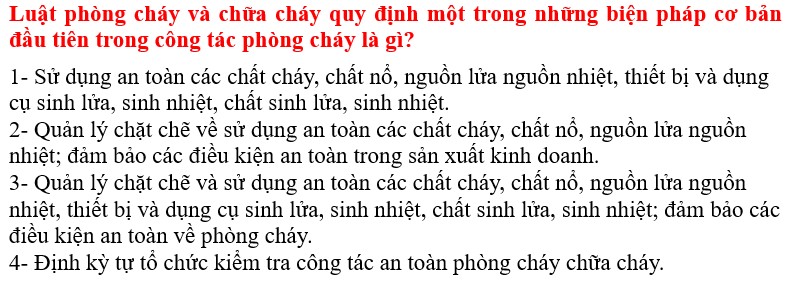 Luật phòng cháy và chữa cháy quy định một trong những biện pháp cơ bản
đầu tiên trong công tác phòng cháy là gì?
1- Sử dụng an toàn các chất cháy, chất nổ, nguồn lửa nguồn nhiệt, thiết bị và dụng
cụ sinh lửa, sinh nhiệt, chất sinh lửa, sinh nhiệt.
2- Quản lý chặt chẽ về sử dụng an toàn các chất cháy, chất nổ, nguồn lửa nguồn
nhiệt; đảm bảo các điều kiện an toàn trong sản xuất kinh doanh.
3- Quản lý chặt chẽ và sử dụng an toàn các chất cháy, chất nổ, nguồn lửa nguồn
nhiệt, thiết bị và dụng cụ sinh lửa, sinh nhiệt, chất sinh lửa, sinh nhiệt; đảm bảo các
điều kiện an toàn về phòng cháy.
4- Định kỳ tự tổ chức kiểm tra công tác an toàn phòng cháy chữa cháy.